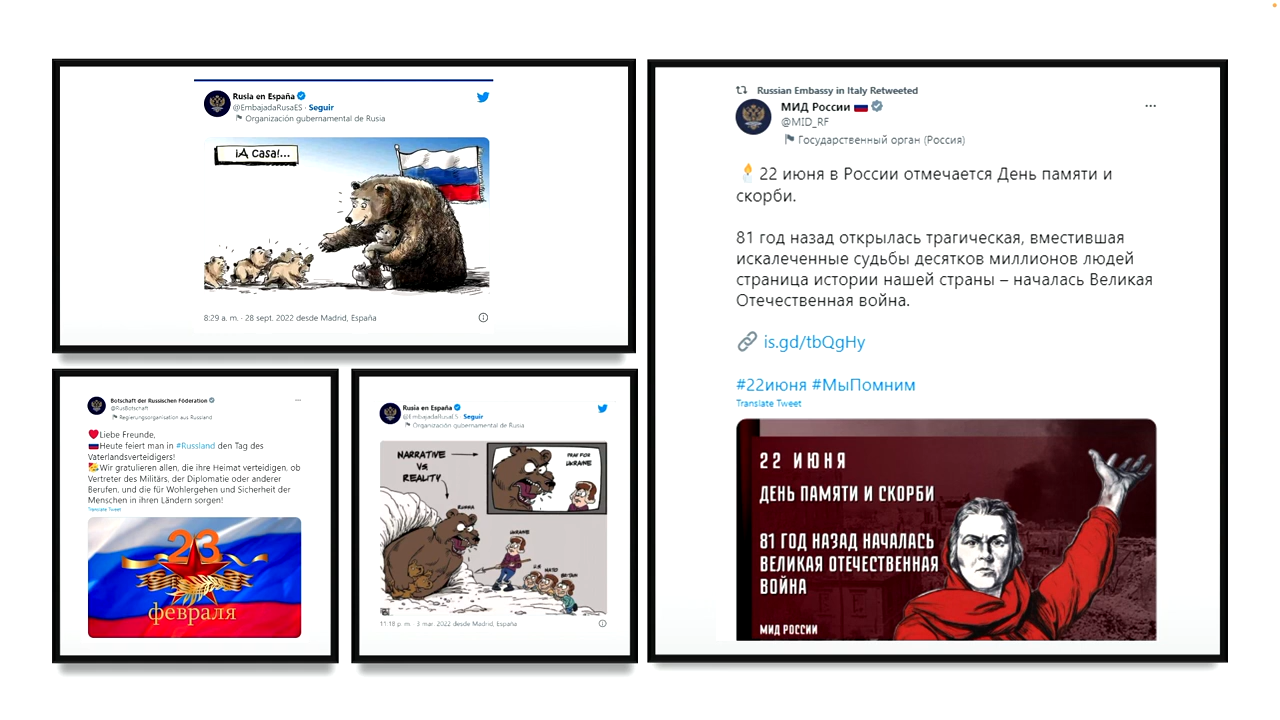 Rusia en España
@EmbajadaRusaES · Seguir
Organización gubernamental de Rusia
¡A casa!...
8:29 a. m. · 28 sept. 2022 desde Madrid, España
Botschaft der Russischen Föderation
@RusBotschaft
Regierungsorganisation aus Russland
Liebe Freunde,
Heute feiert man in #Russland den Tag des
Vaterlandsverteidigers!
Wir gratulieren allen, die ihre Heimat verteidigen, ob
Vertreter des Militärs, der Diplomatie oder anderer
Berufen, und die für Wohlergehen und Sicherheit der
Menschen in ihren Ländern sorgen!
Translate Tweet
23
февраля
Rusia en España
@EmbajadaRusaES · Seguir
Organización gubernamental de Rusia
NARRATIVE
VS
REALITY
PRAY FOR
UKRAINE
RUSSIA
UKRAINE
U.S
NATO
BRITAIN
11:18 p. m. · 3 mar. 2022 desde Madrid, España
Russian Embassy in Italy Retweeted
МИД России
@MID_RF
Государственный орган (Россия)
22 июня в России отмечается День памяти и
скорби.
81 год назад открылась трагическая, вместившая
искалеченные судьбы десятков миллионов людей
страница истории нашей страны – началась Великая
Отечественная война.
is.gd/tbQgHy
#22июня #МыПомним
Translate Tweet
22 ИЮНЯ
ДЕНЬ ПАМЯТИ И СКОРБИ
81 ГОД НАЗАД НАЧАЛАСЬ
ВЕЛИКАЯ ОТЕЧЕСТВЕННАЯ
ВОЙНА
МИД РОССИИ